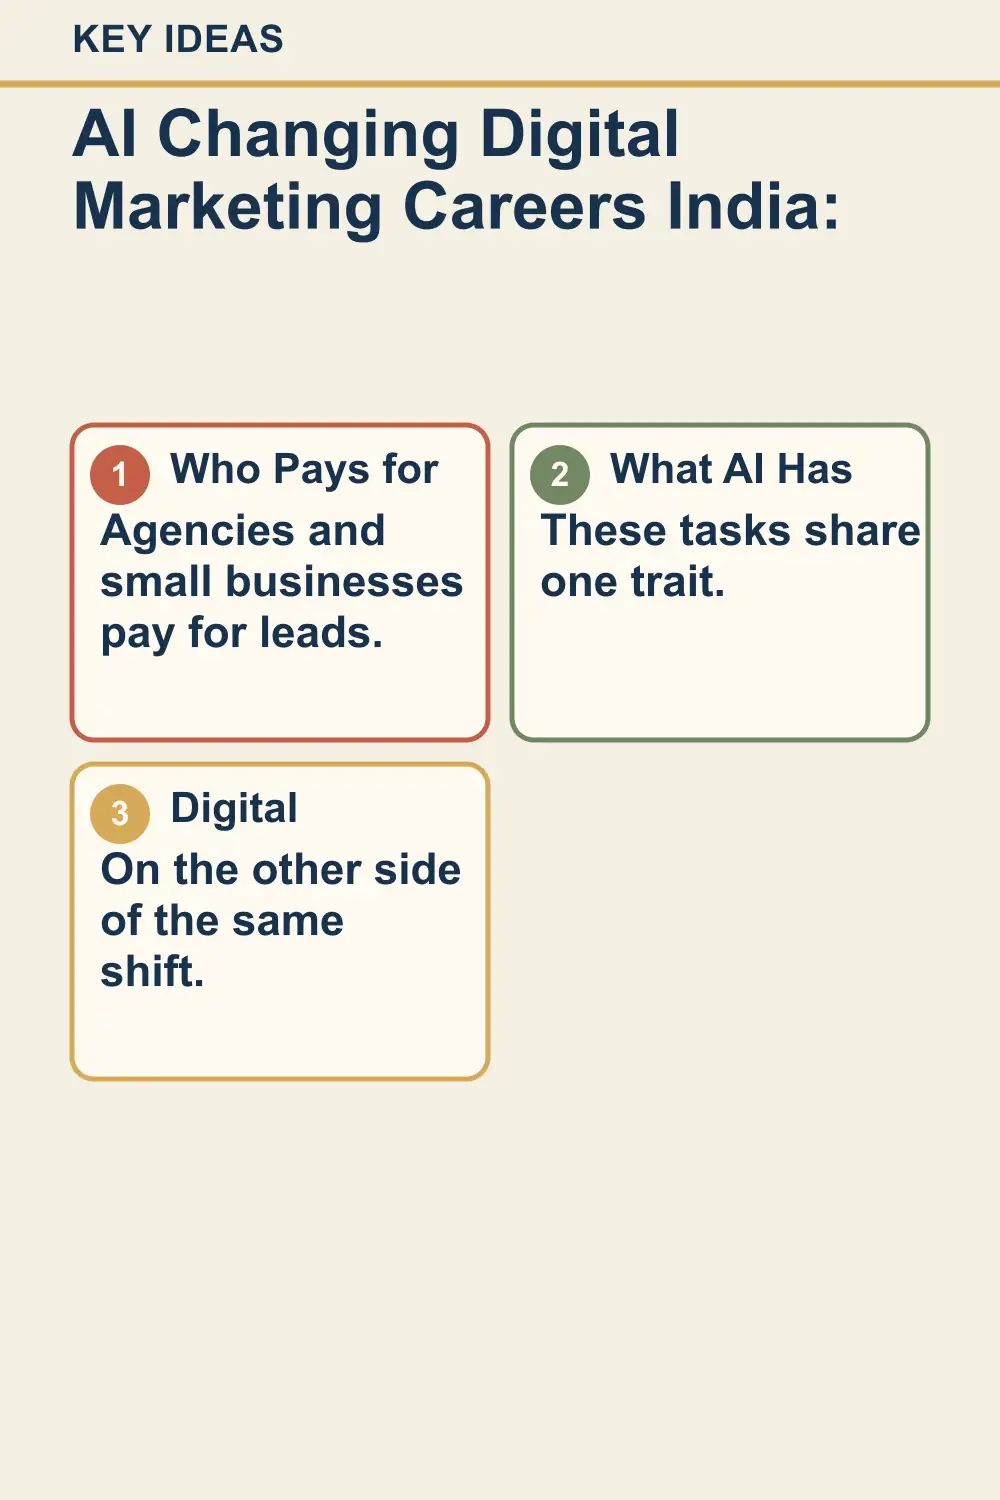 KEY IDEAS
AI Changing Digital
Marketing Careers India:
1 Who Pays for
Agencies and
small businesses
pay for leads.
2 What AI Has
These tasks share
one trait.
3 Digital
On the other side
of the same
shift.